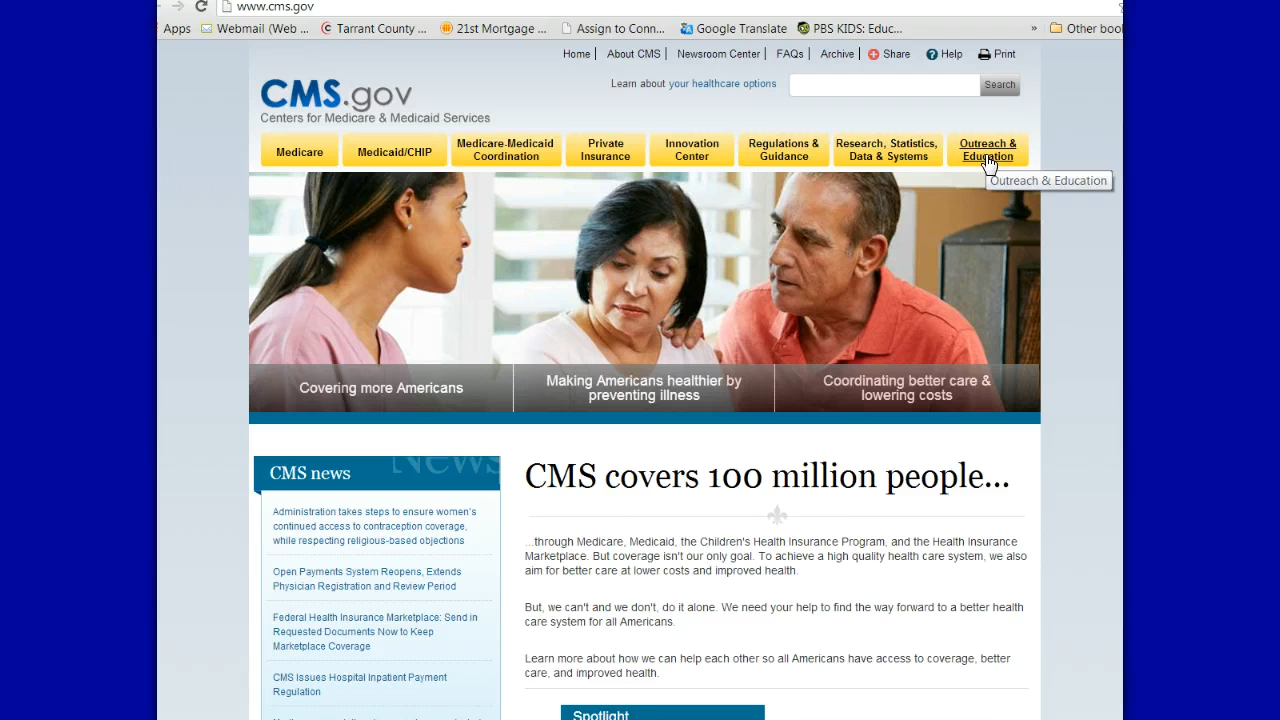 www.cms.gov
Apps Webmail (Web ... Tarrant County ... 21st Mortgage ... Assign to Conn... Google Translate PBS KIDS: Educ... » Other boo
Home | About CMS | Newsroom Center | FAQs | Archive | Share Help Print
Learn about your healthcare options Search
CMS.gov
Centers for Medicare & Medicaid Services
Medicare
Medicaid/CHIP
Medicare-Medicaid
Coordination
Private
Insurance
Innovation
Center
Regulations &
Guidance
Research, Statistics,
Data & Systems
Outreach &
Education
Outreach & Education
Covering more Americans
Making Americans healthier by
preventing illness
Coordinating better care &
lowering costs
CMS news
News
Administration takes steps to ensure women's
continued access to contraception coverage,
while respecting religious-based objections
Open Payments System Reopens, Extends
Physician Registration and Review Period
Federal Health Insurance Marketplace: Send in
Requested Documents Now to Keep
Marketplace Coverage
CMS Issues Hospital Inpatient Payment
Regulation
CMS covers 100 million people...
...through Medicare, Medicaid, the Children's Health Insurance Program, and the Health Insurance
Marketplace. But coverage isn't our only goal. To achieve a high quality health care system, we also
aim for better care at lower costs and improved health.
But, we can't and we don't, do it alone. We need your help to find the way forward to a better health
care system for all Americans.
Learn more about how we can help each other so all Americans have access to coverage, better
care, and improved health.
Spotlight